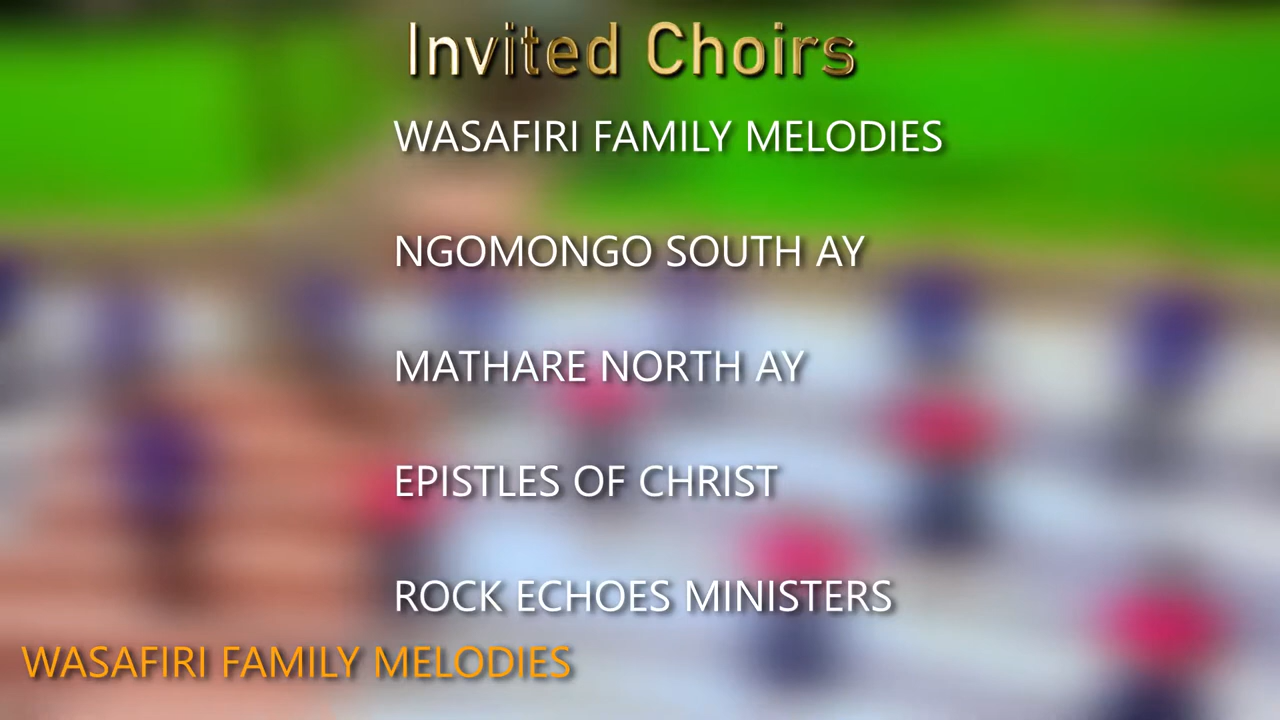 Invited Choirs
WASAFIRI FAMILY MELODIES
NGOMONGO SOUTH AY
MATHARE NORTH AY
EPISTLES OF CHRIST
ROCK ECHOES MINISTERS
WASAFIRI FAMILY MELODIES